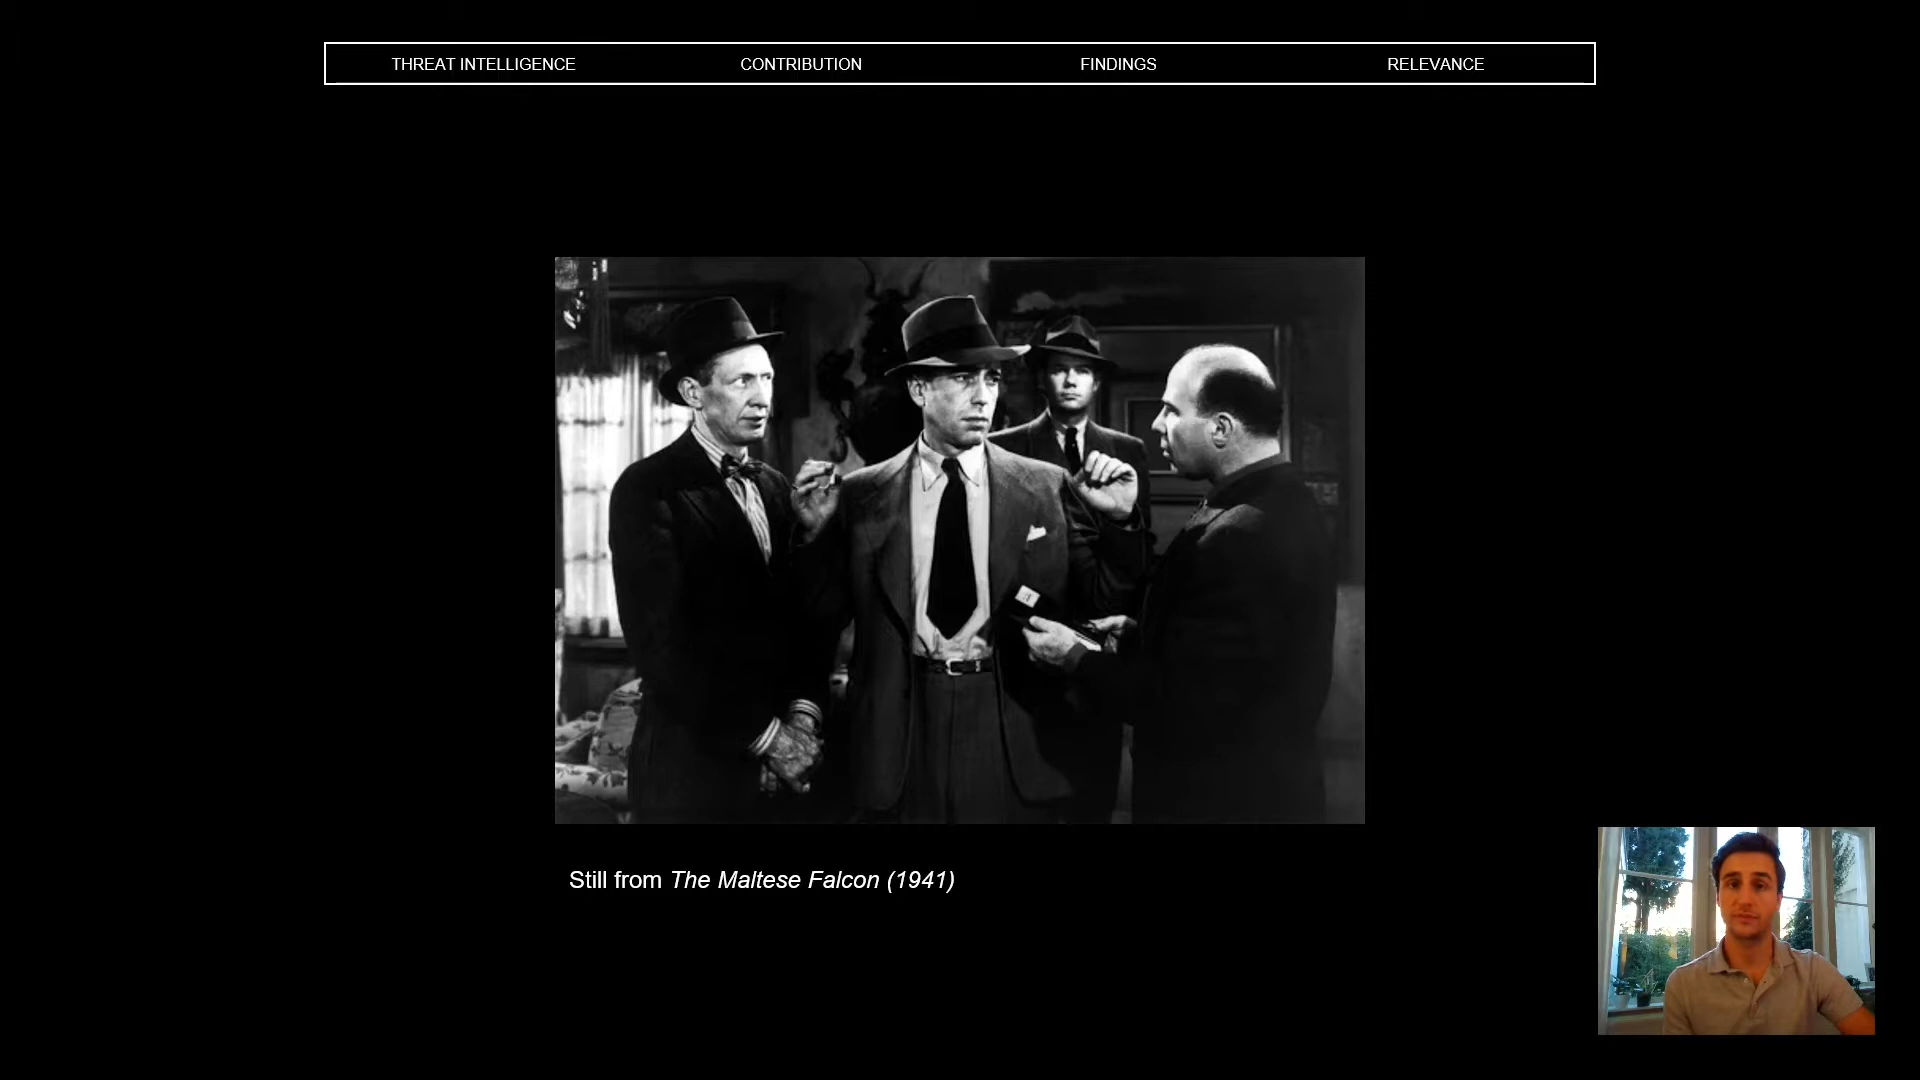 THREAT INTELLIGENCE CONTRIBUTION FINDINGS RELEVANCE
Still from The Maltese Falcon (1941)